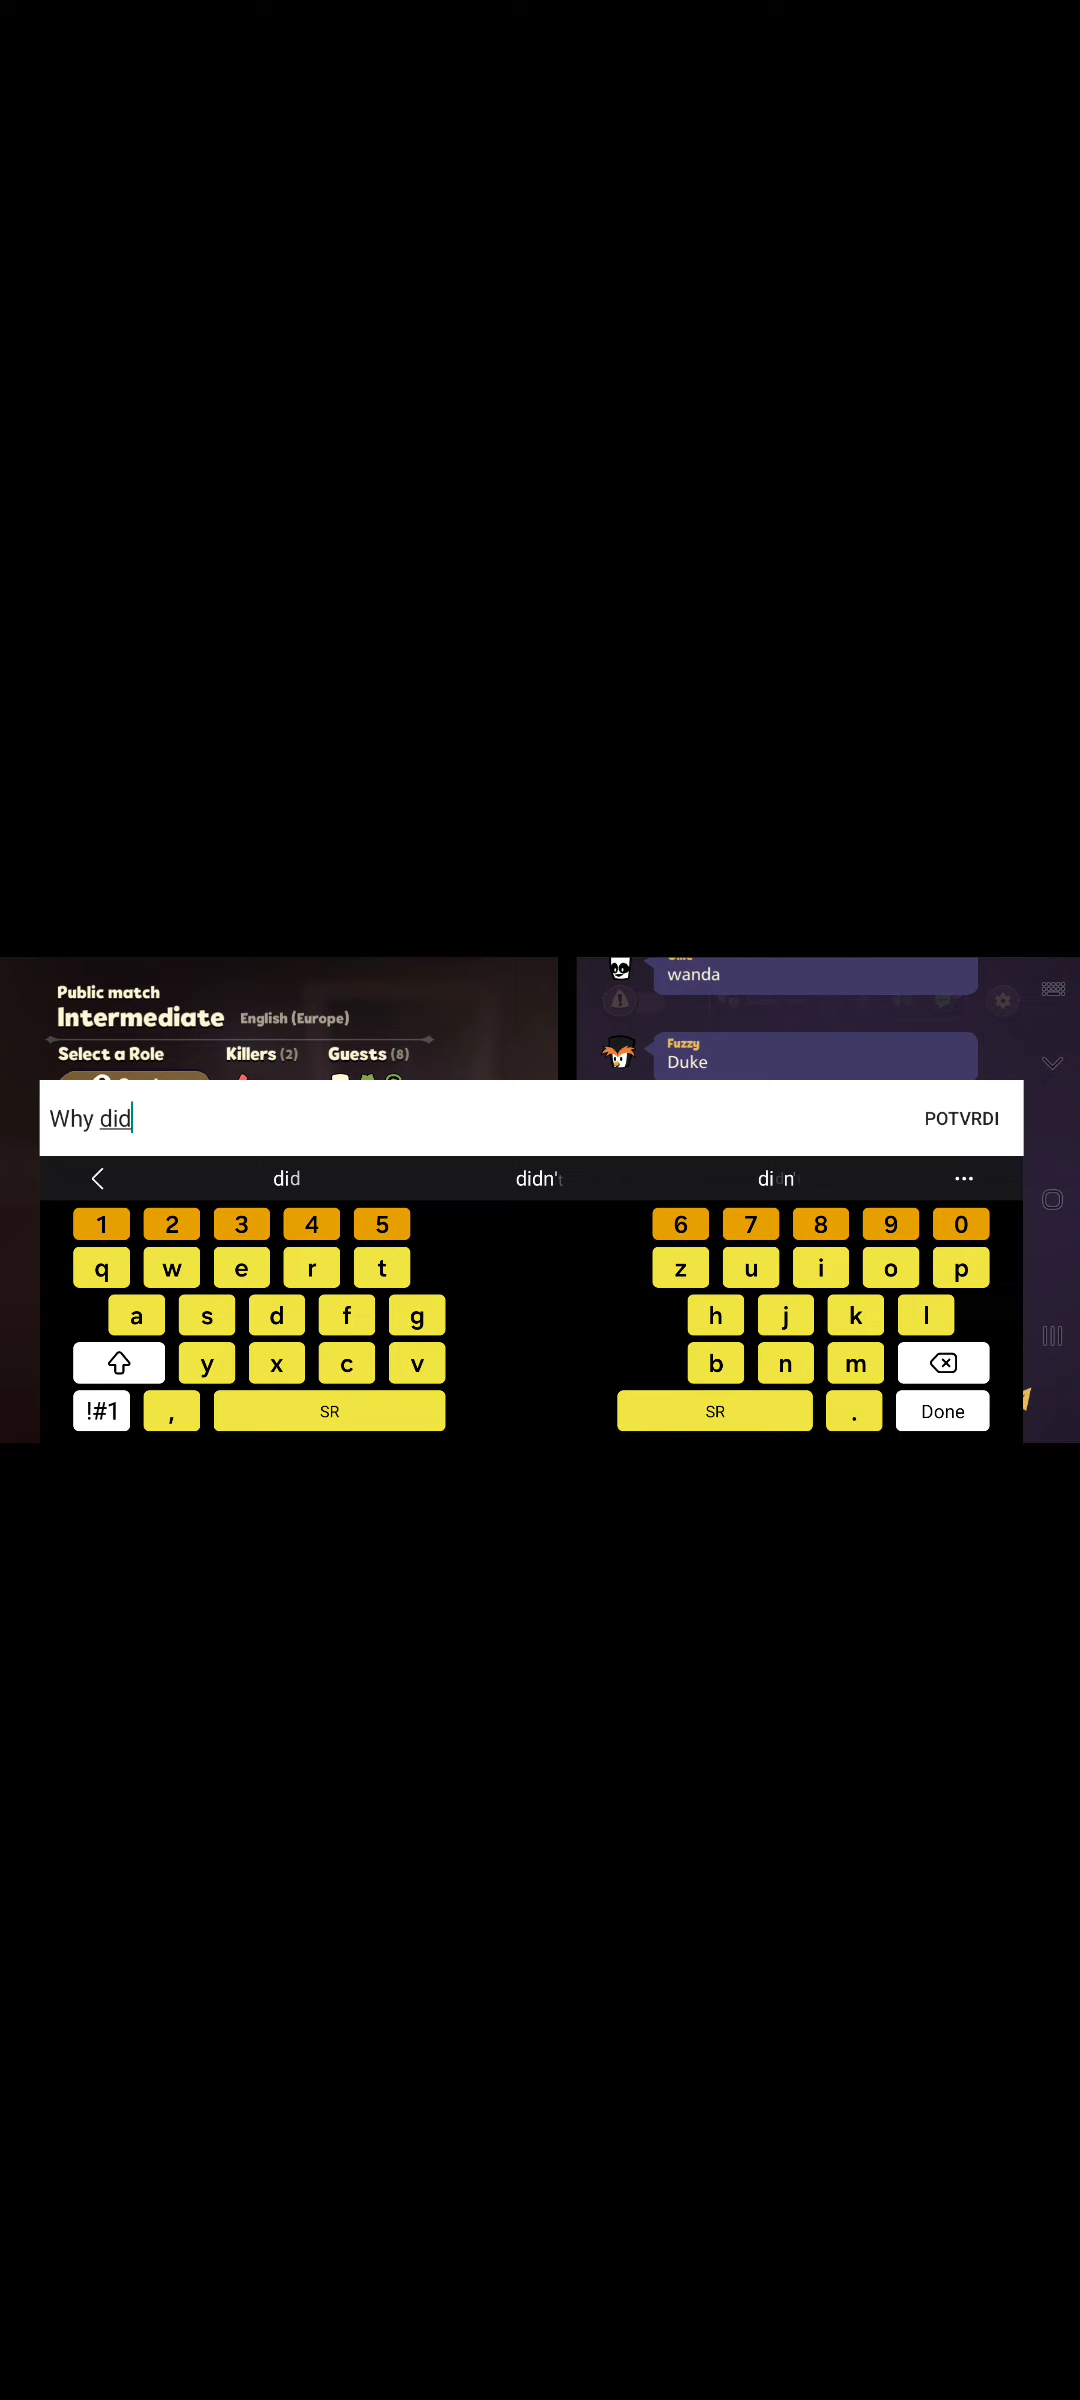 wanda
Public match
Intermediate English (Europe)
Fuzzy
Select a Role Killers (2) Guests (8)
Duke
Why did POTVRDI
did didn't didn'
1 2 3 4 5 6 7 8 9 0
q w e r t z u i o p
a s d f g h j k l
y x c v b n m
!#1 , SR SR . Done